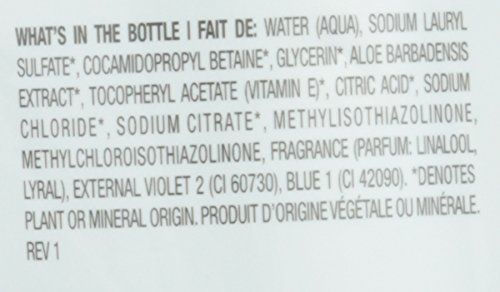 WHAT'S IN THE BOTTLE | FAIT DE: WATER (AQUA), SODIUM LAURYL
SULFATE*, COCAMIDOPROPYL BETAINE*, GLYCERIN*, ALOE BARBADENSIS
EXTRACT*, TOCOPHERYL ACETATE (VITAMIN E)*, CITRIC ACID*, SODIUM
CHLORIDE*, SODIUM CITRATE*, METHYLISOTHIAZOLINONE,
METHYLCHLOROISOTHIAZOLINONE, FRAGRANCE (PARFUM: LINALOOL,
LYRAL), EXTERNAL VIOLET 2 (CI 60730), BLUE 1 (CI 42090). *DENOTES
PLANT OR MINERAL ORIGIN. PRODUIT D'ORIGINE VÉGÉTALE OU MINÉRALE.
REV 1